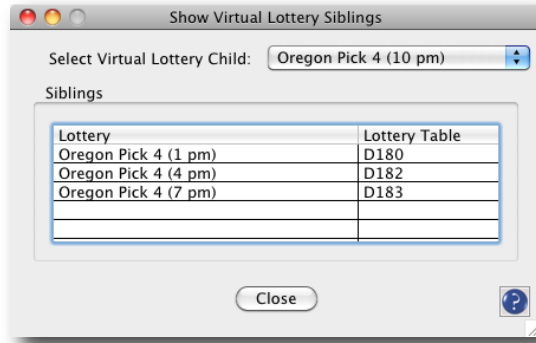 Show Virtual Lottery Siblings
Select Virtual Lottery Child: Oregon Pick 4 (10 pm)
Siblings
Lottery Lottery Table
Oregon Pick 4 (1 pm) D180
Oregon Pick 4 (4 pm) D182
Oregon Pick 4 (7 pm) D183
Close
?